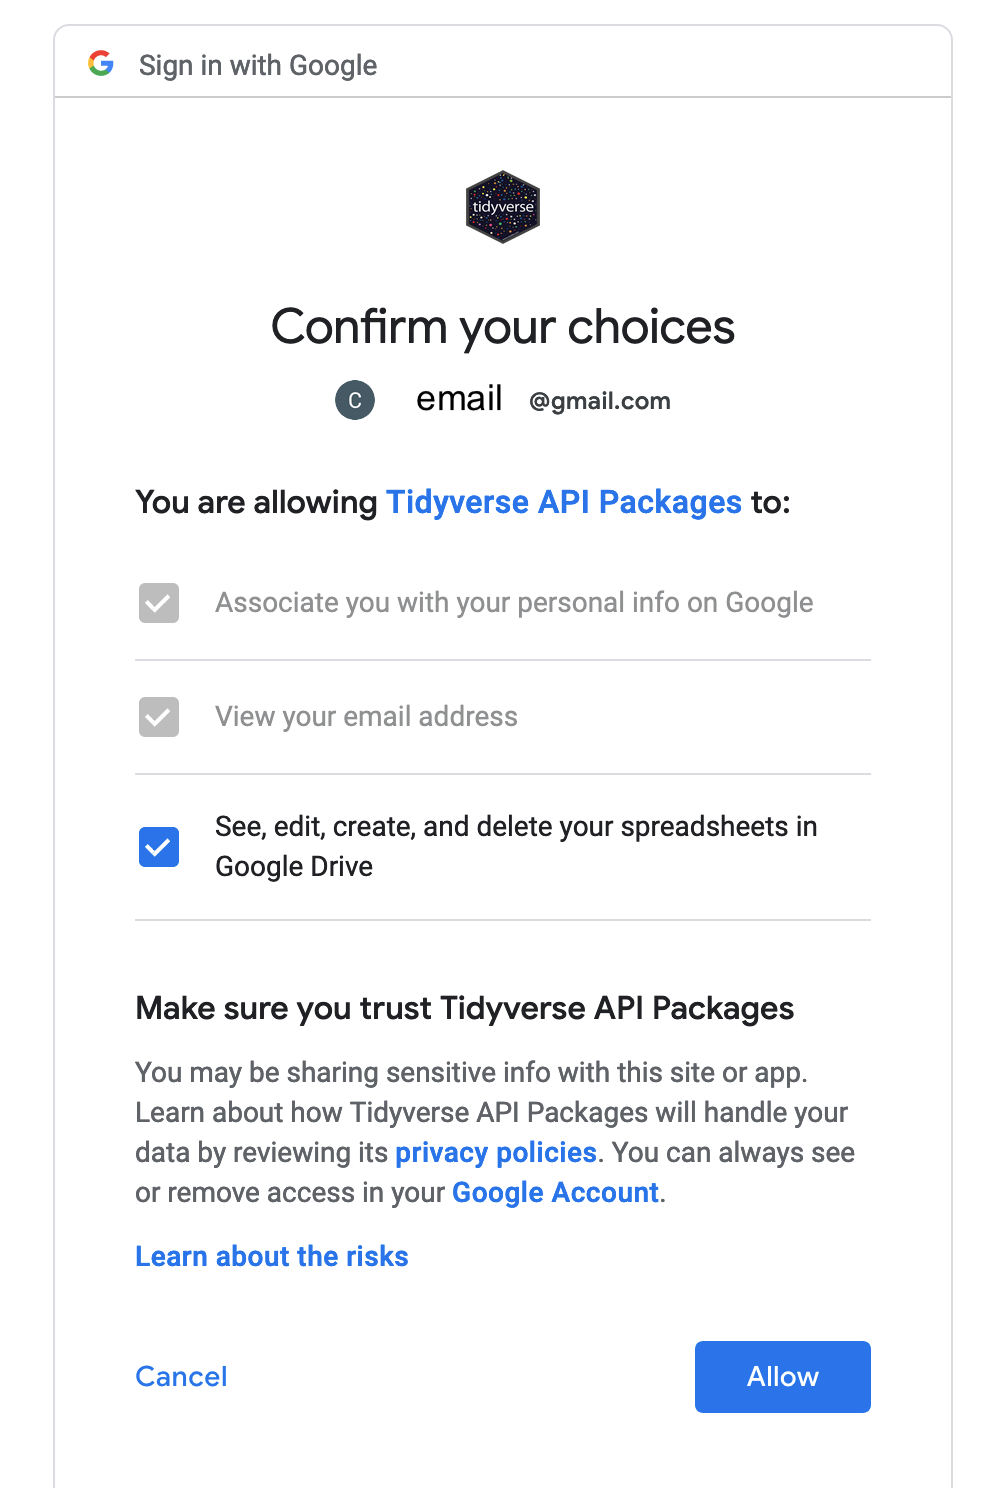 Sign in with Google
tidyverse
Confirm your choices
C email @gmail.com
You are allowing Tidyverse API Packages to:
Associate you with your personal info on Google
View your email address
See, edit, create, and delete your spreadsheets in
Google Drive
Make sure you trust Tidyverse API Packages
You may be sharing sensitive info with this site or app.
Learn about how Tidyverse API Packages will handle your
data by reviewing its privacy policies. You can always see
or remove access in your Google Account.
Learn about the risks
Cancel Allow